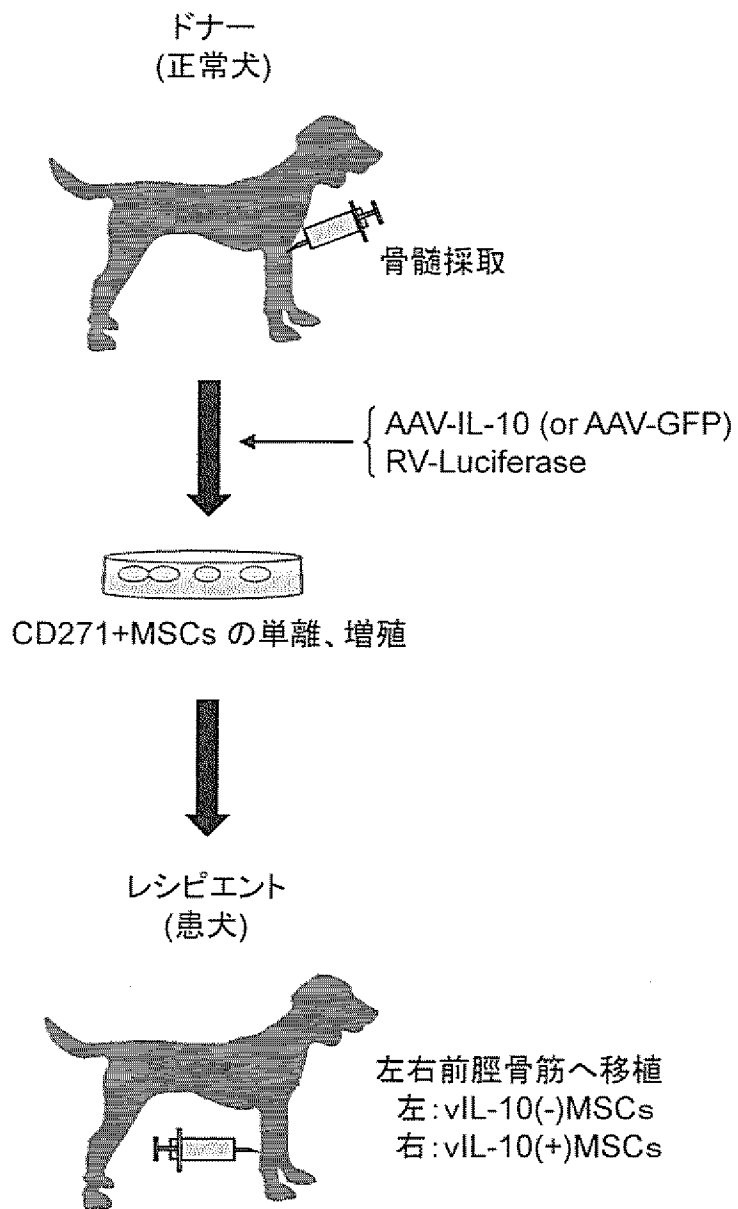 ドナー
(正常犬)
骨髄採取
AAV-IL-10 (or AAV-GFP)
RV-Luciferase
CD271+MSCs の単離、増殖
レシピエント
(患犬)
左右前脛骨筋へ移植
左:vIL-10(-)MSCs
右:vIL-10(+)MSCs